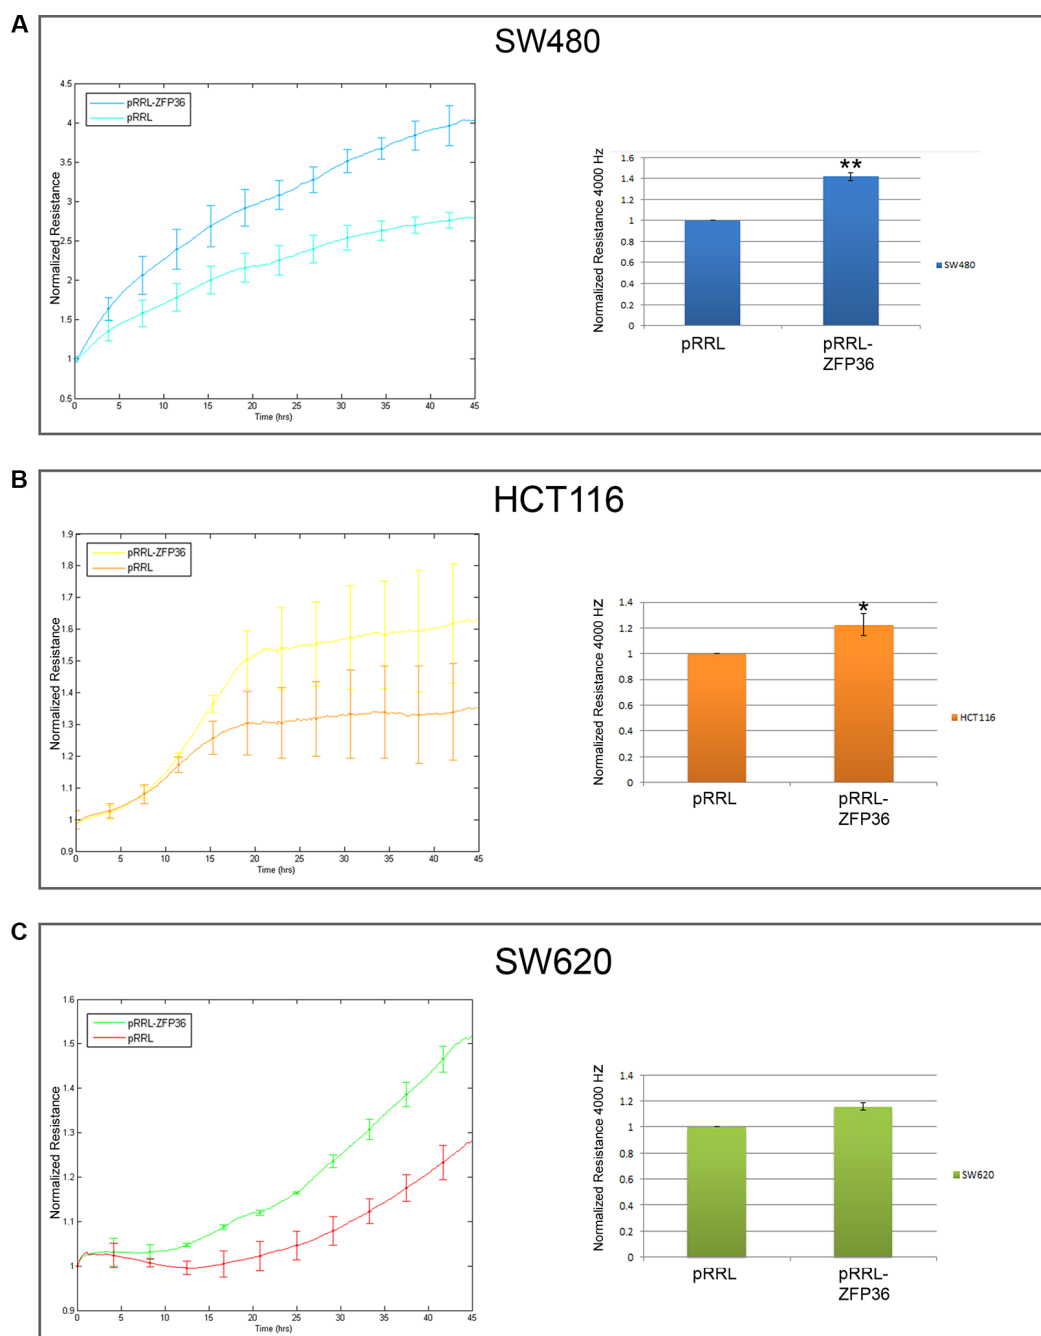 A
SW480
4.5
4
3.5
3
2.5
2
1.5
1
0.5
Normalized Resistance
pRRL-ZFP36
pRRL
0 5 10 15 20 25 30 35 40 45
Time (hrs)
Normalized Resistance 4000 Hz
1.6
1.4
1.2
1
0.8
0.6
0.4
0.2
0
**
pRRL
pRRL-
ZFP36
SW480
B
HCT116
1.9
1.8
1.7
1.6
1.5
1.4
1.3
1.2
1.1
1
0.9
Normalized Resistance
pRRL-ZFP36
pRRL
0 5 10 15 20 25 30 35 40 45
Time (hrs)
Normalized Resistance 4000 HZ
1.4
1.2
1
0.8
0.6
0.4
0.2
0
*
pRRL
pRRL-
ZFP36
HCT116
C
SW620
1.6
1.5
1.4
1.3
1.2
1.1
1
0.9
Normalized Resistance
pRRL-ZFP36
pRRL
0 5 10 15 20 25 30 35 40 45
Time (hrs)
Normalized Resistance 4000 HZ
1.4
1.2
1
0.8
0.6
0.4
0.2
0
pRRL
pRRL-
ZFP36
SW620